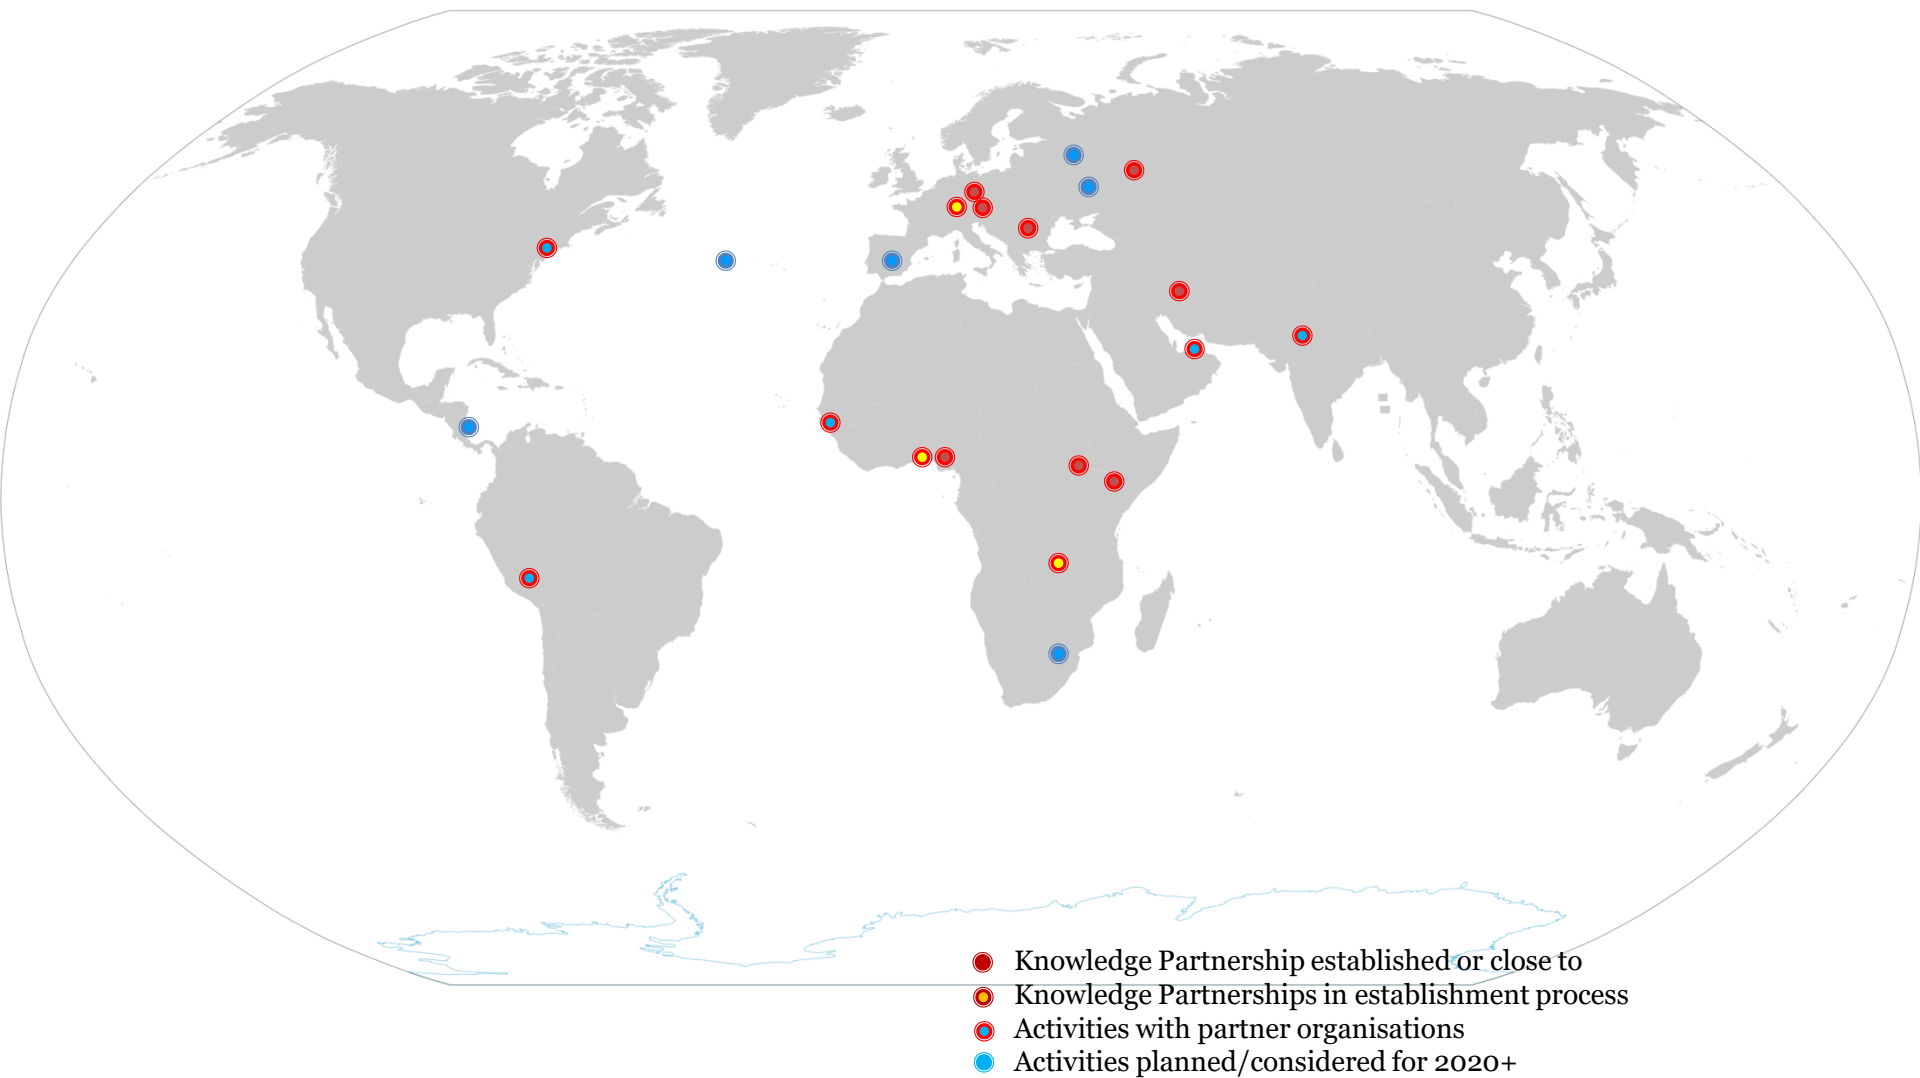 Knowledge Partnership established or close to
Knowledge Partnerships in establishment process
Activities with partner organisations
Activities planned/considered for 2020+